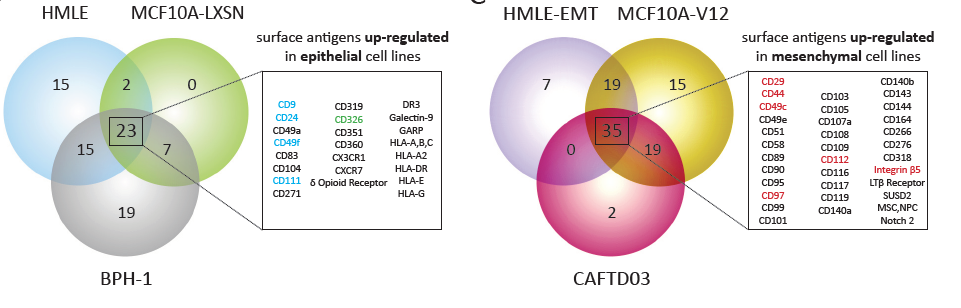 HMLE
MCF10A-LXSN
surface antigens up-regulated
in epithelial cell lines
15
2
0
23
15
7
19
BPH-1
CD9
CD24
CD49a
CD49f
CD83
CD104
CD111
CD271
CD319
CD326
CD351
CD360
CX3CR1
CXCR7
δ Opioid Receptor
DR3
Galectin-9
GARP
HLA-A,B,C
HLA-A2
HLA-DR
HLA-E
HLA-G
HMLE-EMT
MCF10A-V12
surface antigens up-regulated
in mesenchymal cell lines
7
19
15
35
0
19
2
CAFTD03
CD29
CD44
CD49c
CD49e
CD51
CD58
CD89
CD90
CD95
CD97
CD99
CD101
CD103
CD105
CD107a
CD108
CD109
CD112
CD116
CD117
CD119
CD140a
CD140b
CD143
CD144
CD164
CD266
CD276
CD318
Integrin β5
LTβ Receptor
SUSD2
MSC,NPC
Notch 2